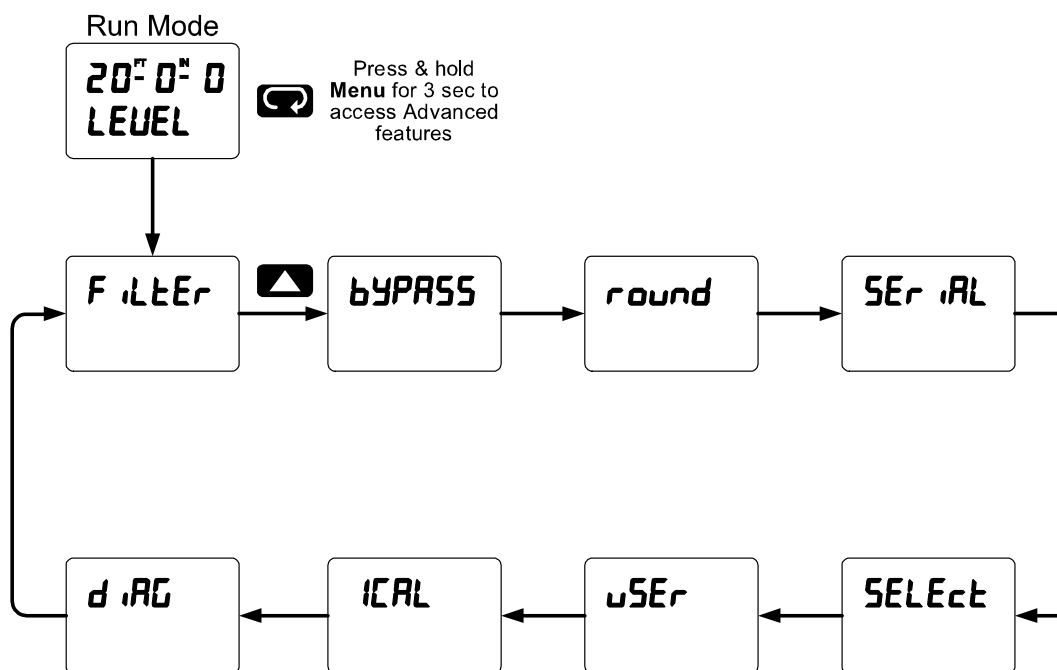 Run Mode
20FT 0IN 0
LEVEL
Press & hold
Menu for 3 sec to
access Advanced
features
FiLtEr
bYPASS
round
SEriAL
diAG
ICAL
uSEr
SELEct